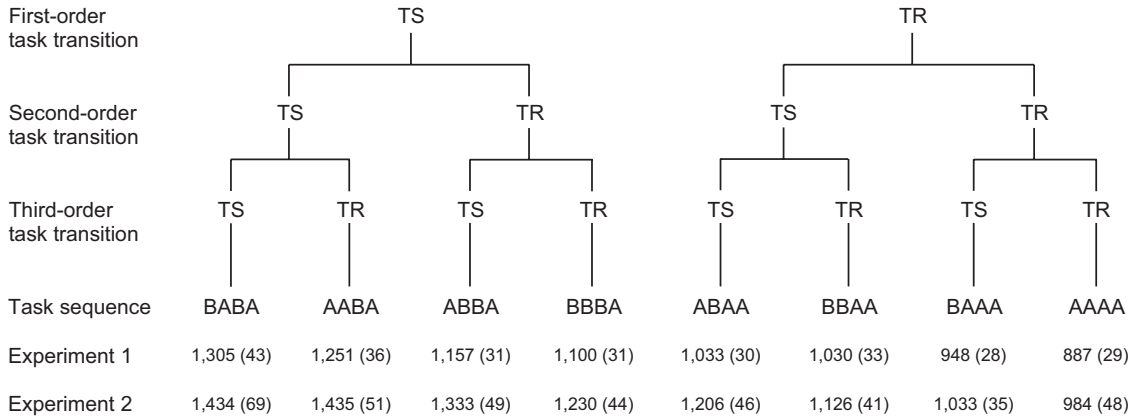 First-order
task transition
TS TR
Second-order
task transition
TS TR TS TR
Third-order
task transition
TS TR TS TR TS TR TS TR
Task sequence BABA AABA ABBA BBBA ABAA BBAA BAAA AAAA
Experiment 1 1,305 (43) 1,251 (36) 1,157 (31) 1,100 (31) 1,033 (30) 1,030 (33) 948 (28) 887 (29)
Experiment 2 1,434 (69) 1,435 (51) 1,333 (49) 1,230 (44) 1,206 (46) 1,126 (41) 1,033 (35) 984 (48)